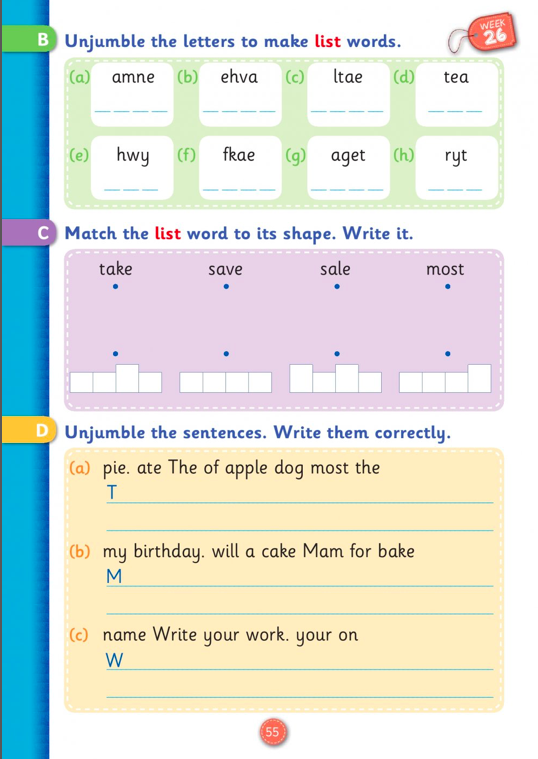 WEEK
26
B Unjumble the letters to make list words.
(a) amne (b) ehva (c) ltae (d) tea
(e) hwy (f) fkae (g) aget (h) ryt
C Match the list word to its shape. Write it.
take save sale most
D Unjumble the sentences. Write them correctly.
(a) pie. ate The of apple dog most the
T
(b) my birthday. will a cake Mam for bake
M
(c) name Write your work. your on
W
55